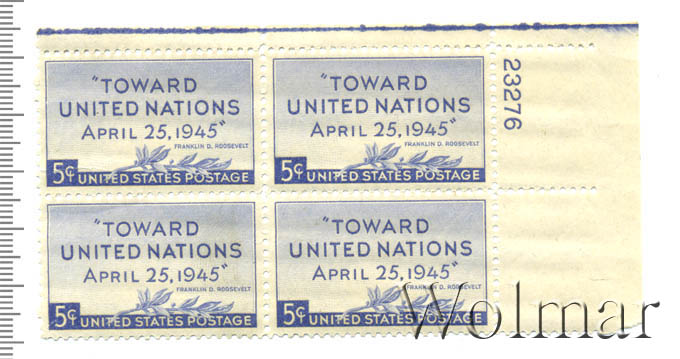 "TOWARD
UNITED NATIONS
APRIL 25, 1945"
FRANKLIN D. ROOSEVELT
5¢ UNITED STATES POSTAGE
"TOWARD
UNITED NATIONS
APRIL 25, 1945"
FRANKLIN D. ROOSEVELT
5¢ UNITED STATES POSTAGE
23276
"TOWARD
UNITED NATIONS
APRIL 25, 1945"
FRANKLIN D. ROOSEVELT
5¢ UNITED STATES POSTAGE
"TOWARD
UNITED NATIONS
APRIL 25, 1945"
FRANKLIN D. ROOSEVELT
5¢ UNITED STATES POSTAGE
Wolmar